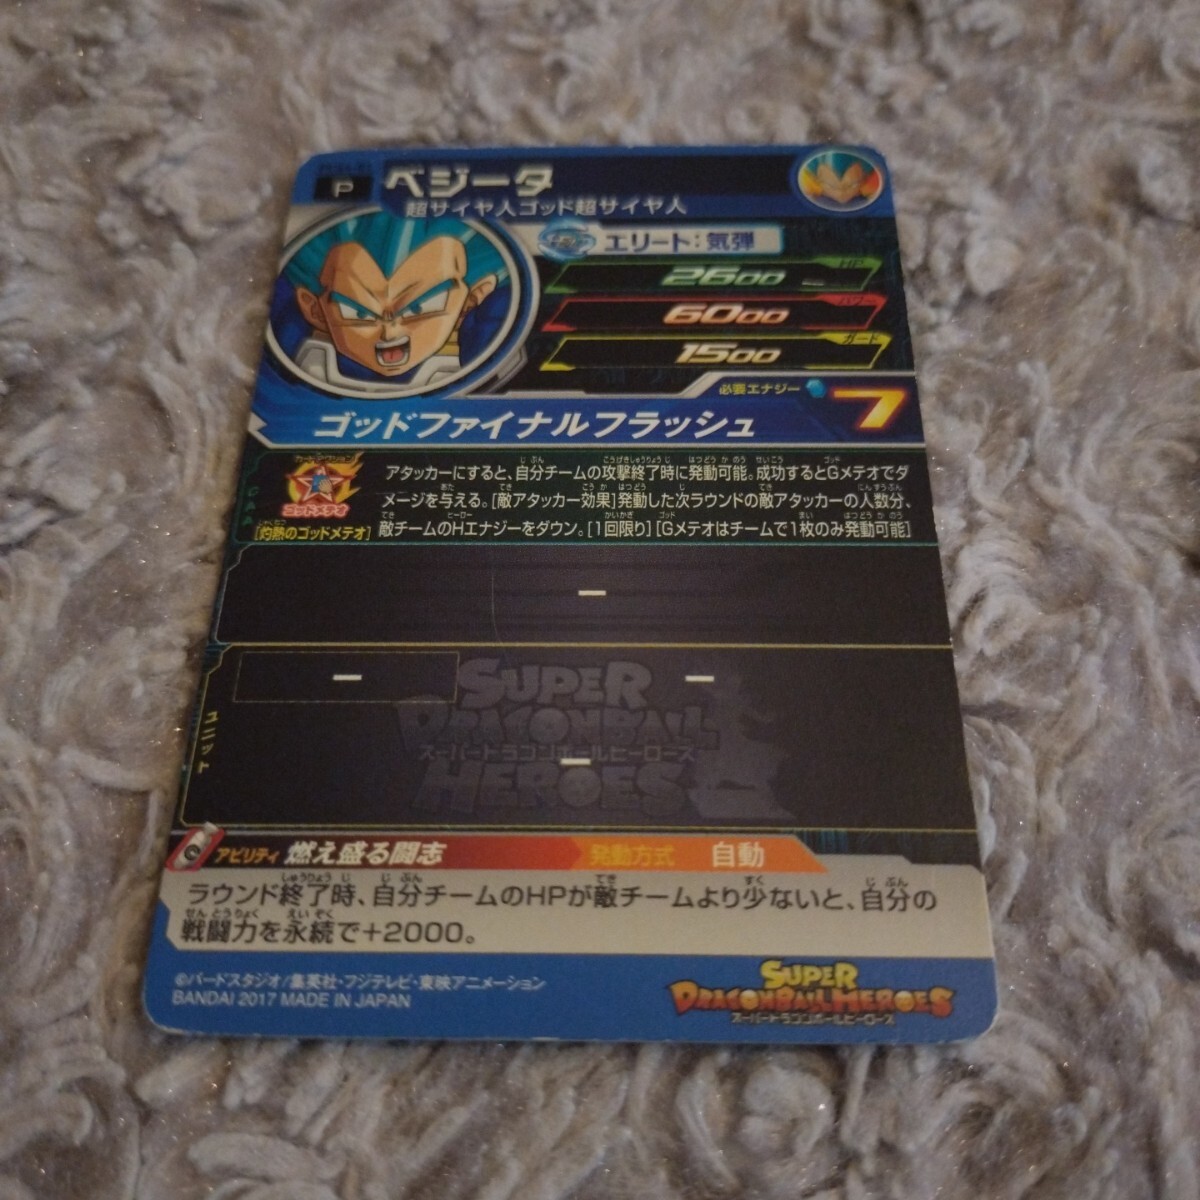 P
ベジータ
超サイヤ人ゴッド超サイヤ人
エリート:気弾
HP
2600
パワー
6000
ガード
1500
必要エナジー
7
ゴッドファイナルフラッシュ
CAA
ゴッドメテオ
[灼熱のゴッドメテオ]
アタッカーにすると、自分チームの攻撃終了時に発動可能。成功するとGメテオでダ
メージを与える。[敵アタッカー効果]発動した次ラウンドの敵アタッカーの人数分、
敵チームのHエナジーをダウン。[1回限り][Gメテオはチームで1枚のみ発動可能]
ー
ユニット
ー
ー
ー
SUPER
DRAGONBALL
スーパードラゴンボールヒーローズ
HEROES
アビリティ 燃え盛る闘志
発動方式 自動
ラウンド終了時、自分チームのHPが敵チームより少ないと、自分の
戦闘力を永続で+2000。
©バードスタジオ/集英社・フジテレビ・東映アニメーション
BANDAI 2017 MADE IN JAPAN
SUPER
DRAGONBALL HEROES
スーパードラゴンボールヒーローズ